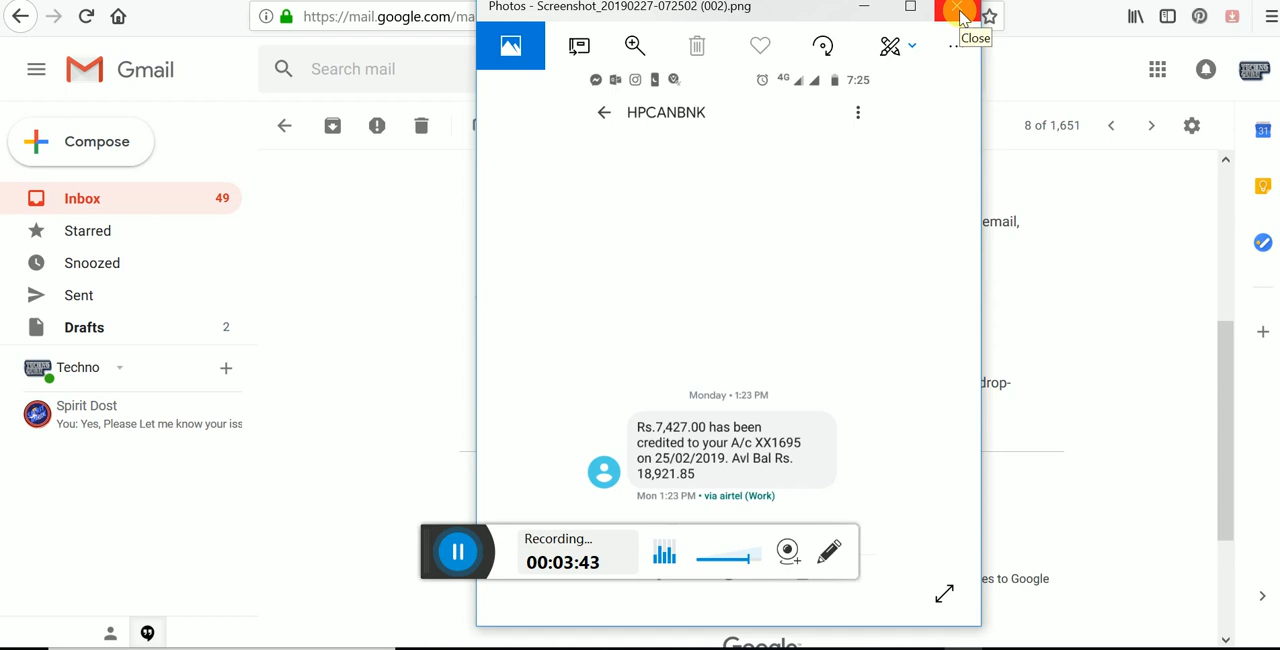 Photos - Screenshot_20190227-072502 (002).png
https://mail.google.com/ma
Close
Gmail
Search mail
4G
7:25
HPCANBNK
Compose
8 of 1,651
31
Inbox 49
Starred
Snoozed
Sent
Drafts 2
Techno
Spirit Dost
You: Yes, Please Let me know your iss
email,
drop-
Monday • 1:23 PM
Rs.7,427.00 has been
credited to your A/c XX1695
on 25/02/2019. Avl Bal Rs.
18,921.85
Mon 1:23 PM • via airtel (Work)
Recording...
00:03:43
es to Google
Google